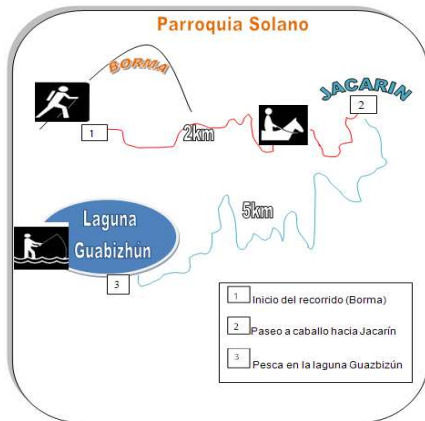 Parroquia Solano
BORMA
JACARIN
2
1
2km
5km
Laguna
Guabizhún
3
1 Inicio del recorrido (Borma)
2 Paseo a caballo hacia Jacarín
3 Pesca en la laguna Guazbizún